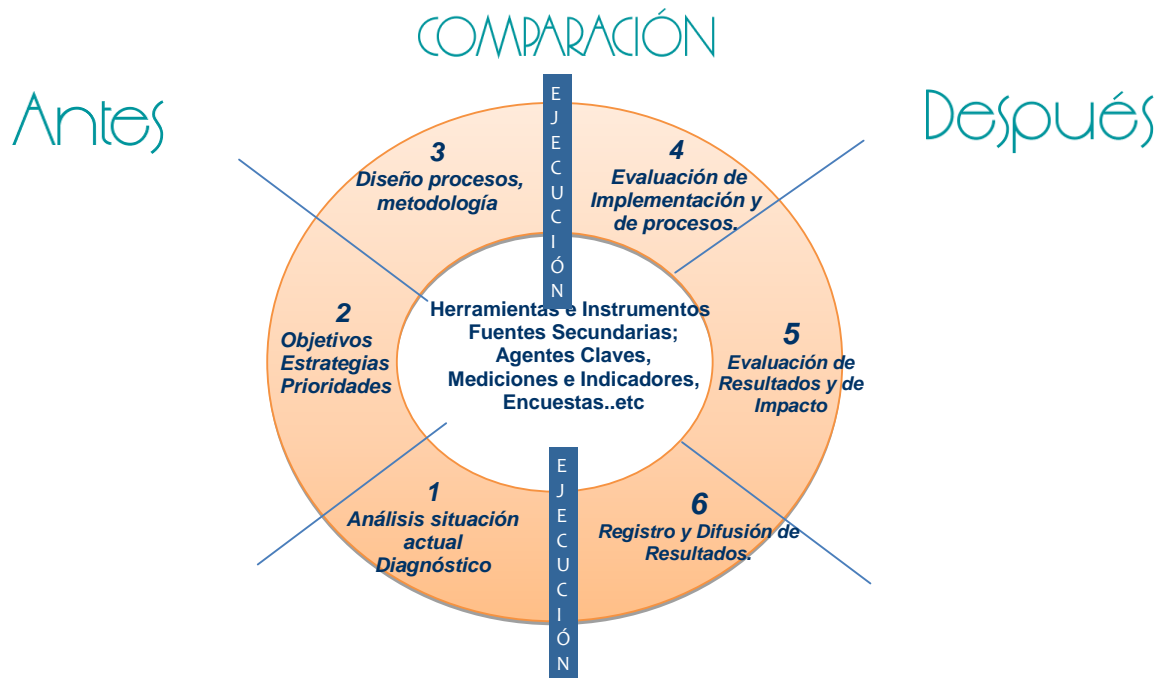 COMPARACIÓN
Antes
Después
EJECUCIÓN
3
Diseño procesos,
metodología
4
Evaluación de
Implementación y
de procesos.
2
Objetivos
Estrategias
Prioridades
Herramientas e Instrumentos
Fuentes Secundarias;
Agentes Claves,
Mediciones e Indicadores,
Encuestas..etc
5
Evaluación de
Resultados y de
Impacto
1
Análisis situación
actual
Diagnóstico
EJECUCIÓN
6
Registro y Difusión de
Resultados.